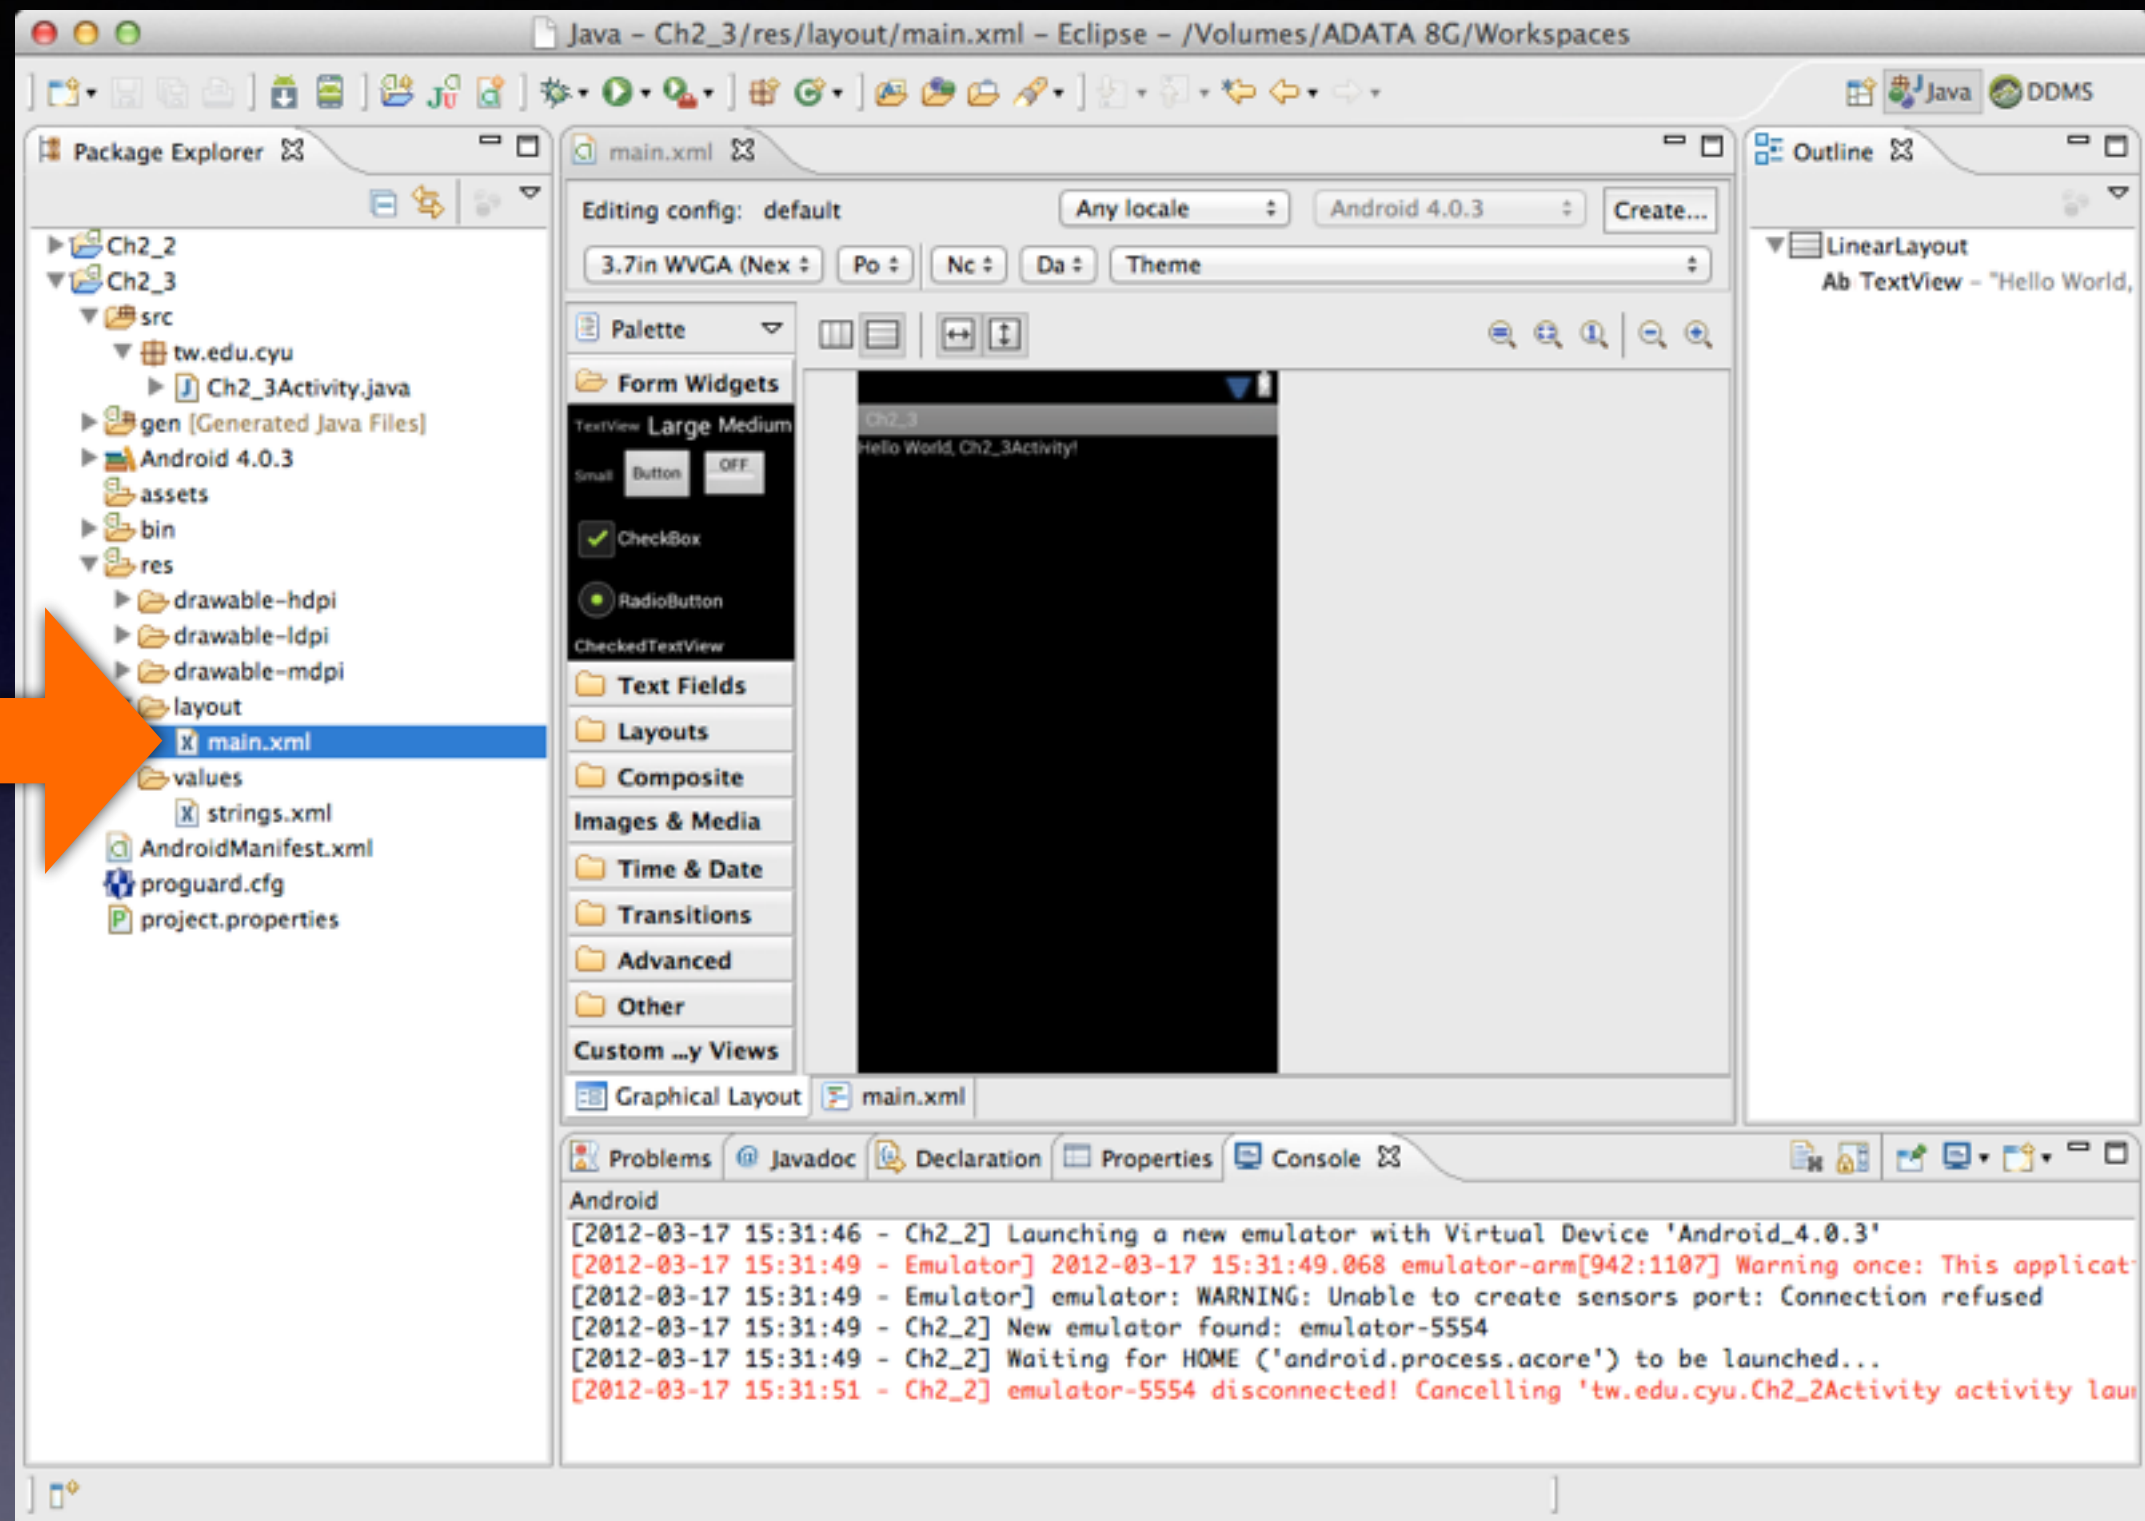 Java – Ch2_3/res/layout/main.xml – Eclipse – /Volumes/ADATA 8G/Workspaces
Java
DDMS
Package Explorer
Ch2_2
Ch2_3
src
tw.edu.cyu
Ch2_3Activity.java
gen [Generated Java Files]
Android 4.0.3
assets
bin
res
drawable-hdpi
drawable-ldpi
drawable-mdpi
layout
main.xml
values
strings.xml
AndroidManifest.xml
proguard.cfg
project.properties
main.xml
Editing config: default
Any locale
Android 4.0.3
Create...
3.7in WVGA (Nex
Po
Nc
Da
Theme
Palette
Form Widgets
TextView Large Medium
Small Button OFF
CheckBox
RadioButton
CheckedTextView
Text Fields
Layouts
Composite
Images & Media
Time & Date
Transitions
Advanced
Other
Custom ...y Views
Ch2_3
Hello World, Ch2_3Activity!
Graphical Layout
main.xml
Outline
LinearLayout
Ab TextView – "Hello World,
Problems
@ Javadoc
Declaration
Properties
Console
Android
[2012-03-17 15:31:46 - Ch2_2] Launching a new emulator with Virtual Device 'Android_4.0.3'
[2012-03-17 15:31:49 - Emulator] 2012-03-17 15:31:49.068 emulator-arm[942:1107] Warning once: This applicat
[2012-03-17 15:31:49 - Emulator] emulator: WARNING: Unable to create sensors port: Connection refused
[2012-03-17 15:31:49 - Ch2_2] New emulator found: emulator-5554
[2012-03-17 15:31:49 - Ch2_2] Waiting for HOME ('android.process.acore') to be launched...
[2012-03-17 15:31:51 - Ch2_2] emulator-5554 disconnected! Cancelling 'tw.edu.cyu.Ch2_2Activity activity lau